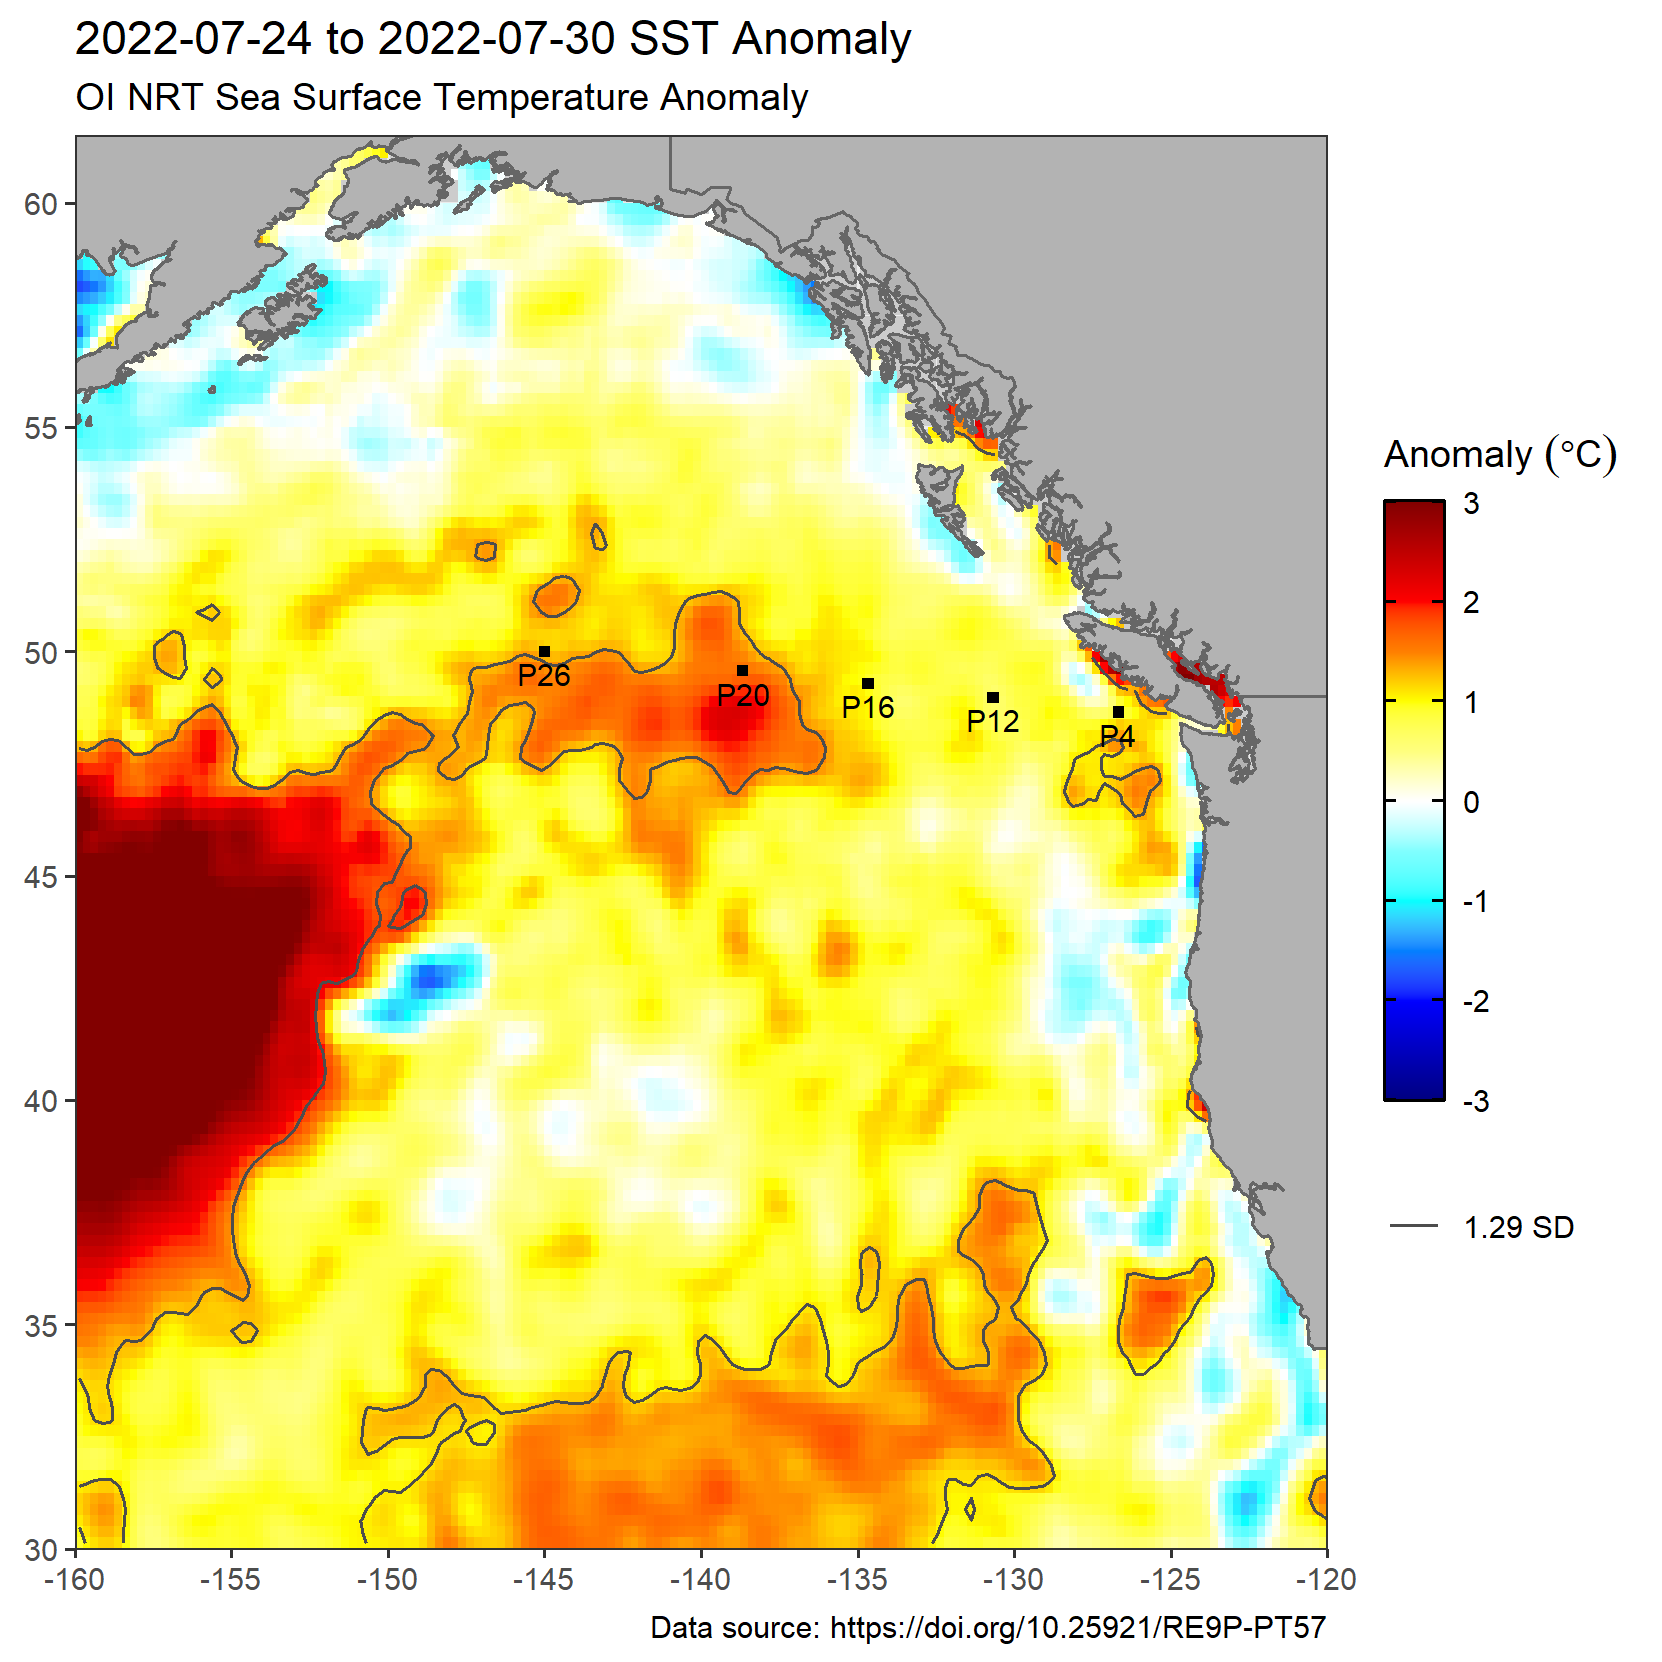 2022-07-24 to 2022-07-30 SST Anomaly
OI NRT Sea Surface Temperature Anomaly
60
55
50
45
40
35
30
-160
-155
-150
-145
-140
-135
-130
-125
-120
P26
P20
P16
P12
P4
Anomaly (°C)
3
2
1
0
-1
-2
-3
1.29 SD
Data source: https://doi.org/10.25921/RE9P-PT57